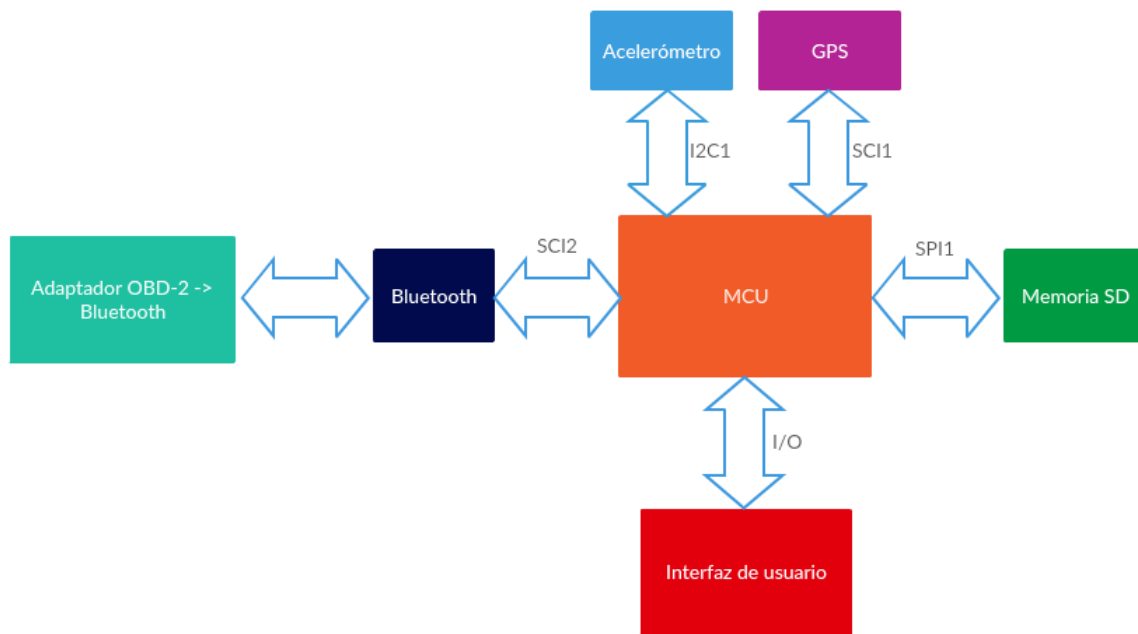 Acelerómetro
GPS
I2C1
SCI1
SCI2
SPI1
Adaptador OBD-2 ->
Bluetooth
Bluetooth
MCU
Memoria SD
I/O
Interfaz de usuario